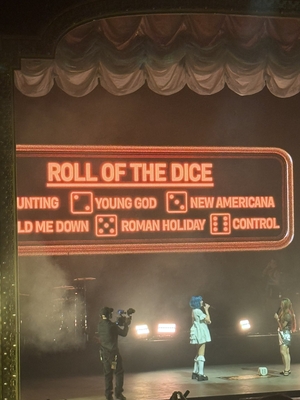 ROLL OF THE DICE
UNTING YOUNG GOD NEW AMERICANA
LD ME DOWN ROMAN HOLIDAY CONTROL